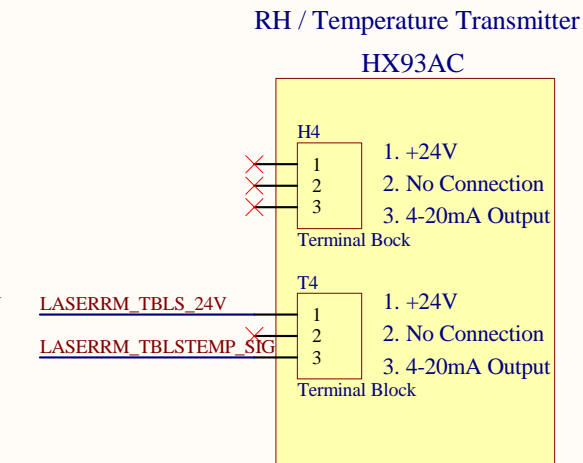 RH / Temperature Transmitter
HX93AC
H4
1 1. +24V
2 2. No Connection
3 3. 4-20mA Output
Terminal Bock
T4
LASERRM_TBLS_24V 1 1. +24V
2 2. No Connection
LASERRM_TBLSTEMP_SIG 3 3. 4-20mA Output
Terminal Block